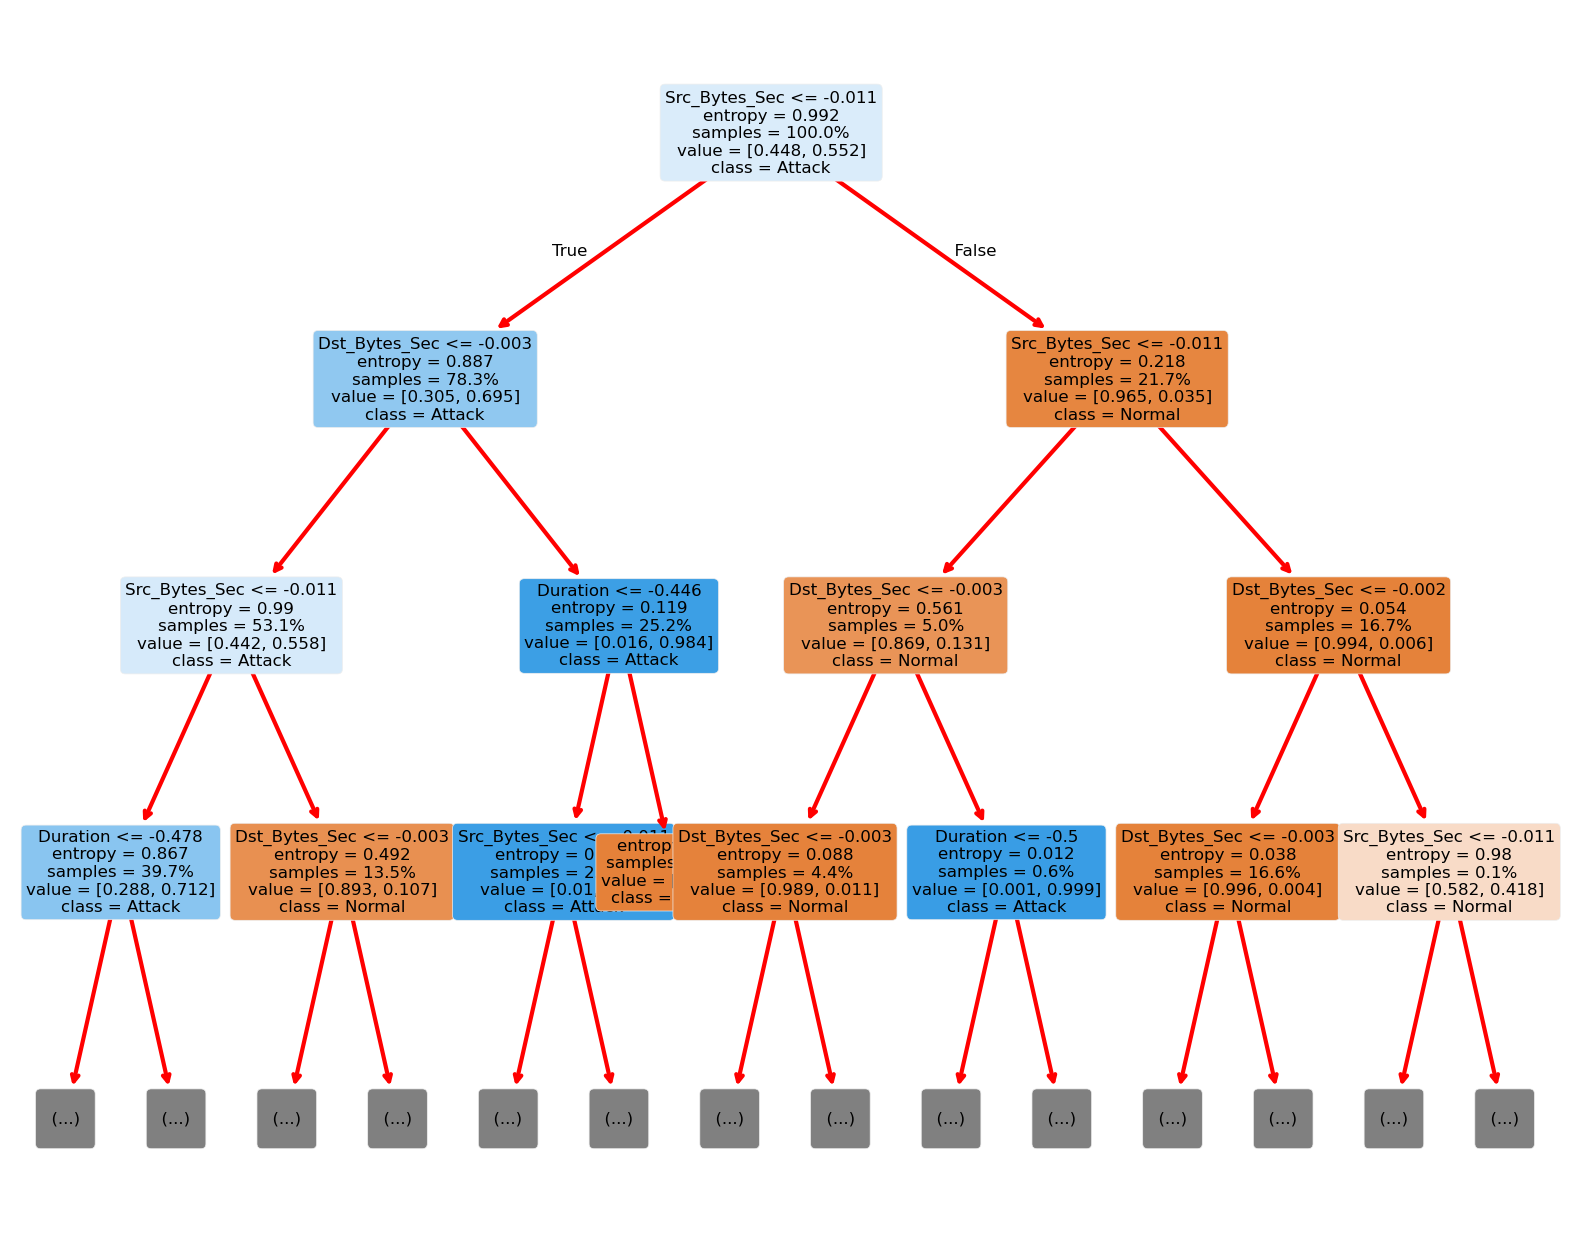 Src_Bytes_Sec <= -0.011
entropy = 0.992
samples = 100.0%
value = [0.448, 0.552]
class = Attack
True
False
Dst_Bytes_Sec <= -0.003
entropy = 0.887
samples = 78.3%
value = [0.305, 0.695]
class = Attack
Src_Bytes_Sec <= -0.011
entropy = 0.218
samples = 21.7%
value = [0.965, 0.035]
class = Normal
Src_Bytes_Sec <= -0.011
entropy = 0.99
samples = 53.1%
value = [0.442, 0.558]
class = Attack
Duration <= -0.446
entropy = 0.119
samples = 25.2%
value = [0.016, 0.984]
class = Attack
Dst_Bytes_Sec <= -0.003
entropy = 0.561
samples = 5.0%
value = [0.869, 0.131]
class = Normal
Dst_Bytes_Sec <= -0.002
entropy = 0.054
samples = 16.7%
value = [0.994, 0.006]
class = Normal
Duration <= -0.478
entropy = 0.867
samples = 39.7%
value = [0.288, 0.712]
class = Attack
Dst_Bytes_Sec <= -0.003
entropy = 0.492
samples = 13.5%
value = [0.893, 0.107]
class = Normal
Src_Bytes_Sec <= -0.011
entropy = 0
samples = 2
value = [0.01
class = Attack
entrop
samples
value =
class =
Dst_Bytes_Sec <= -0.003
entropy = 0.088
samples = 4.4%
value = [0.989, 0.011]
class = Normal
Duration <= -0.5
entropy = 0.012
samples = 0.6%
value = [0.001, 0.999]
class = Attack
Dst_Bytes_Sec <= -0.003
entropy = 0.038
samples = 16.6%
value = [0.996, 0.004]
class = Normal
Src_Bytes_Sec <= -0.011
entropy = 0.98
samples = 0.1%
value = [0.582, 0.418]
class = Normal
(...)
(...)
(...)
(...)
(...)
(...)
(...)
(...)
(...)
(...)
(...)
(...)
(...)
(...)